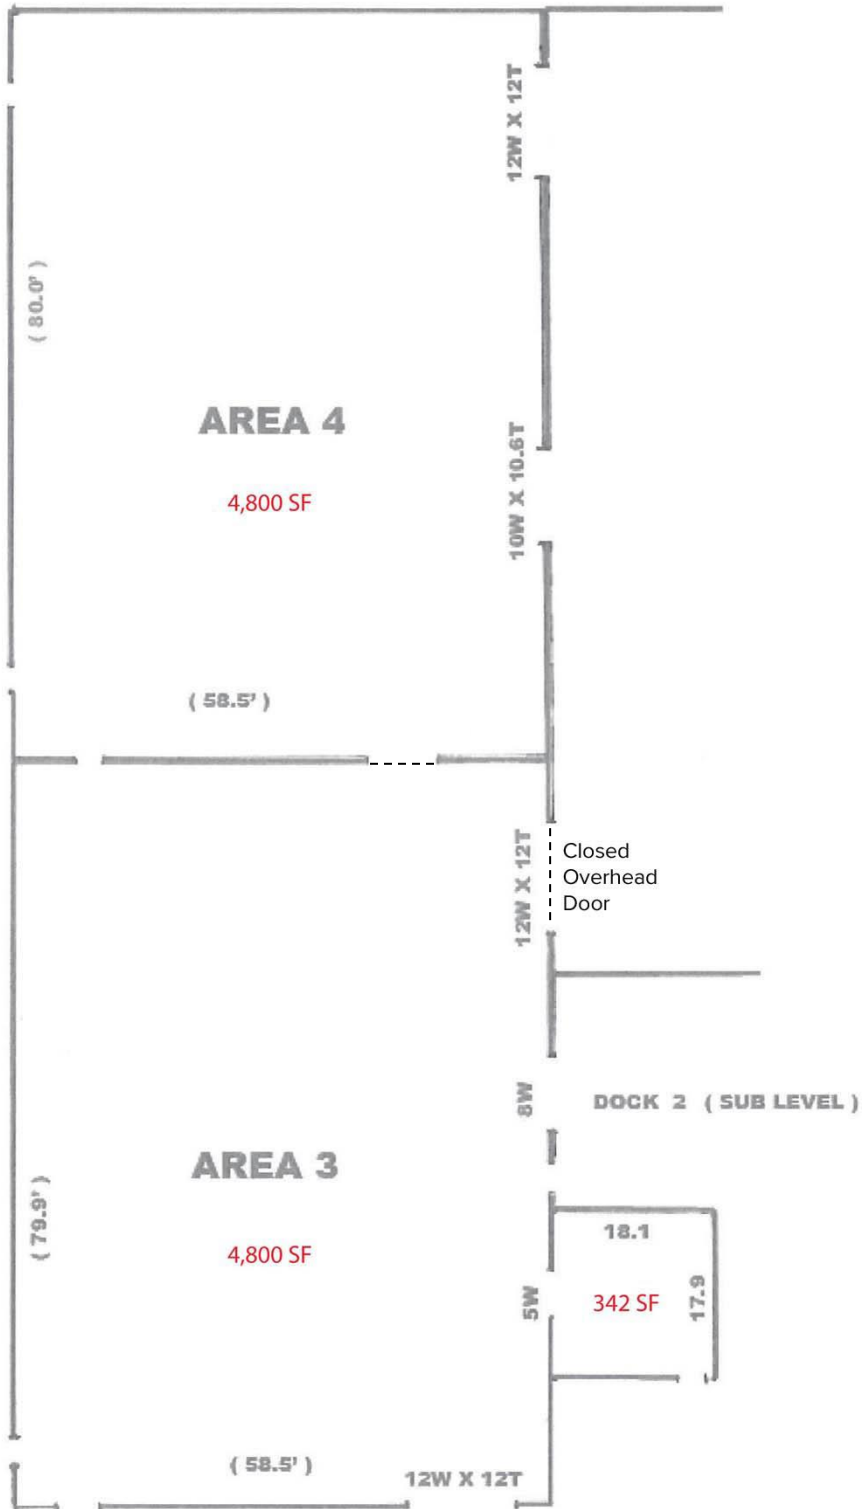 12W X 12T
( 80.0' )
AREA 4
10W X 10.6T
4,800 SF
( 58.5' )
12W X 12T
Closed
Overhead
Door
8W
DOCK 2 ( SUB LEVEL )
AREA 3
( 79.9' )
18.1
4,800 SF
5W
342 SF
17.9
( 58.5' )
12W X 12T